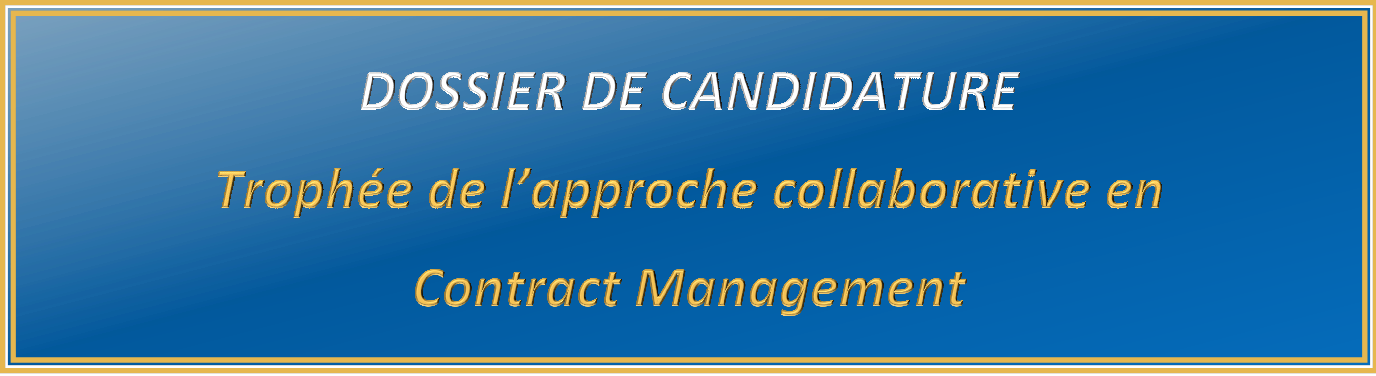 DOSSIER DE CANDIDATURE
Trophée de l’approche collaborative en
Contract Management